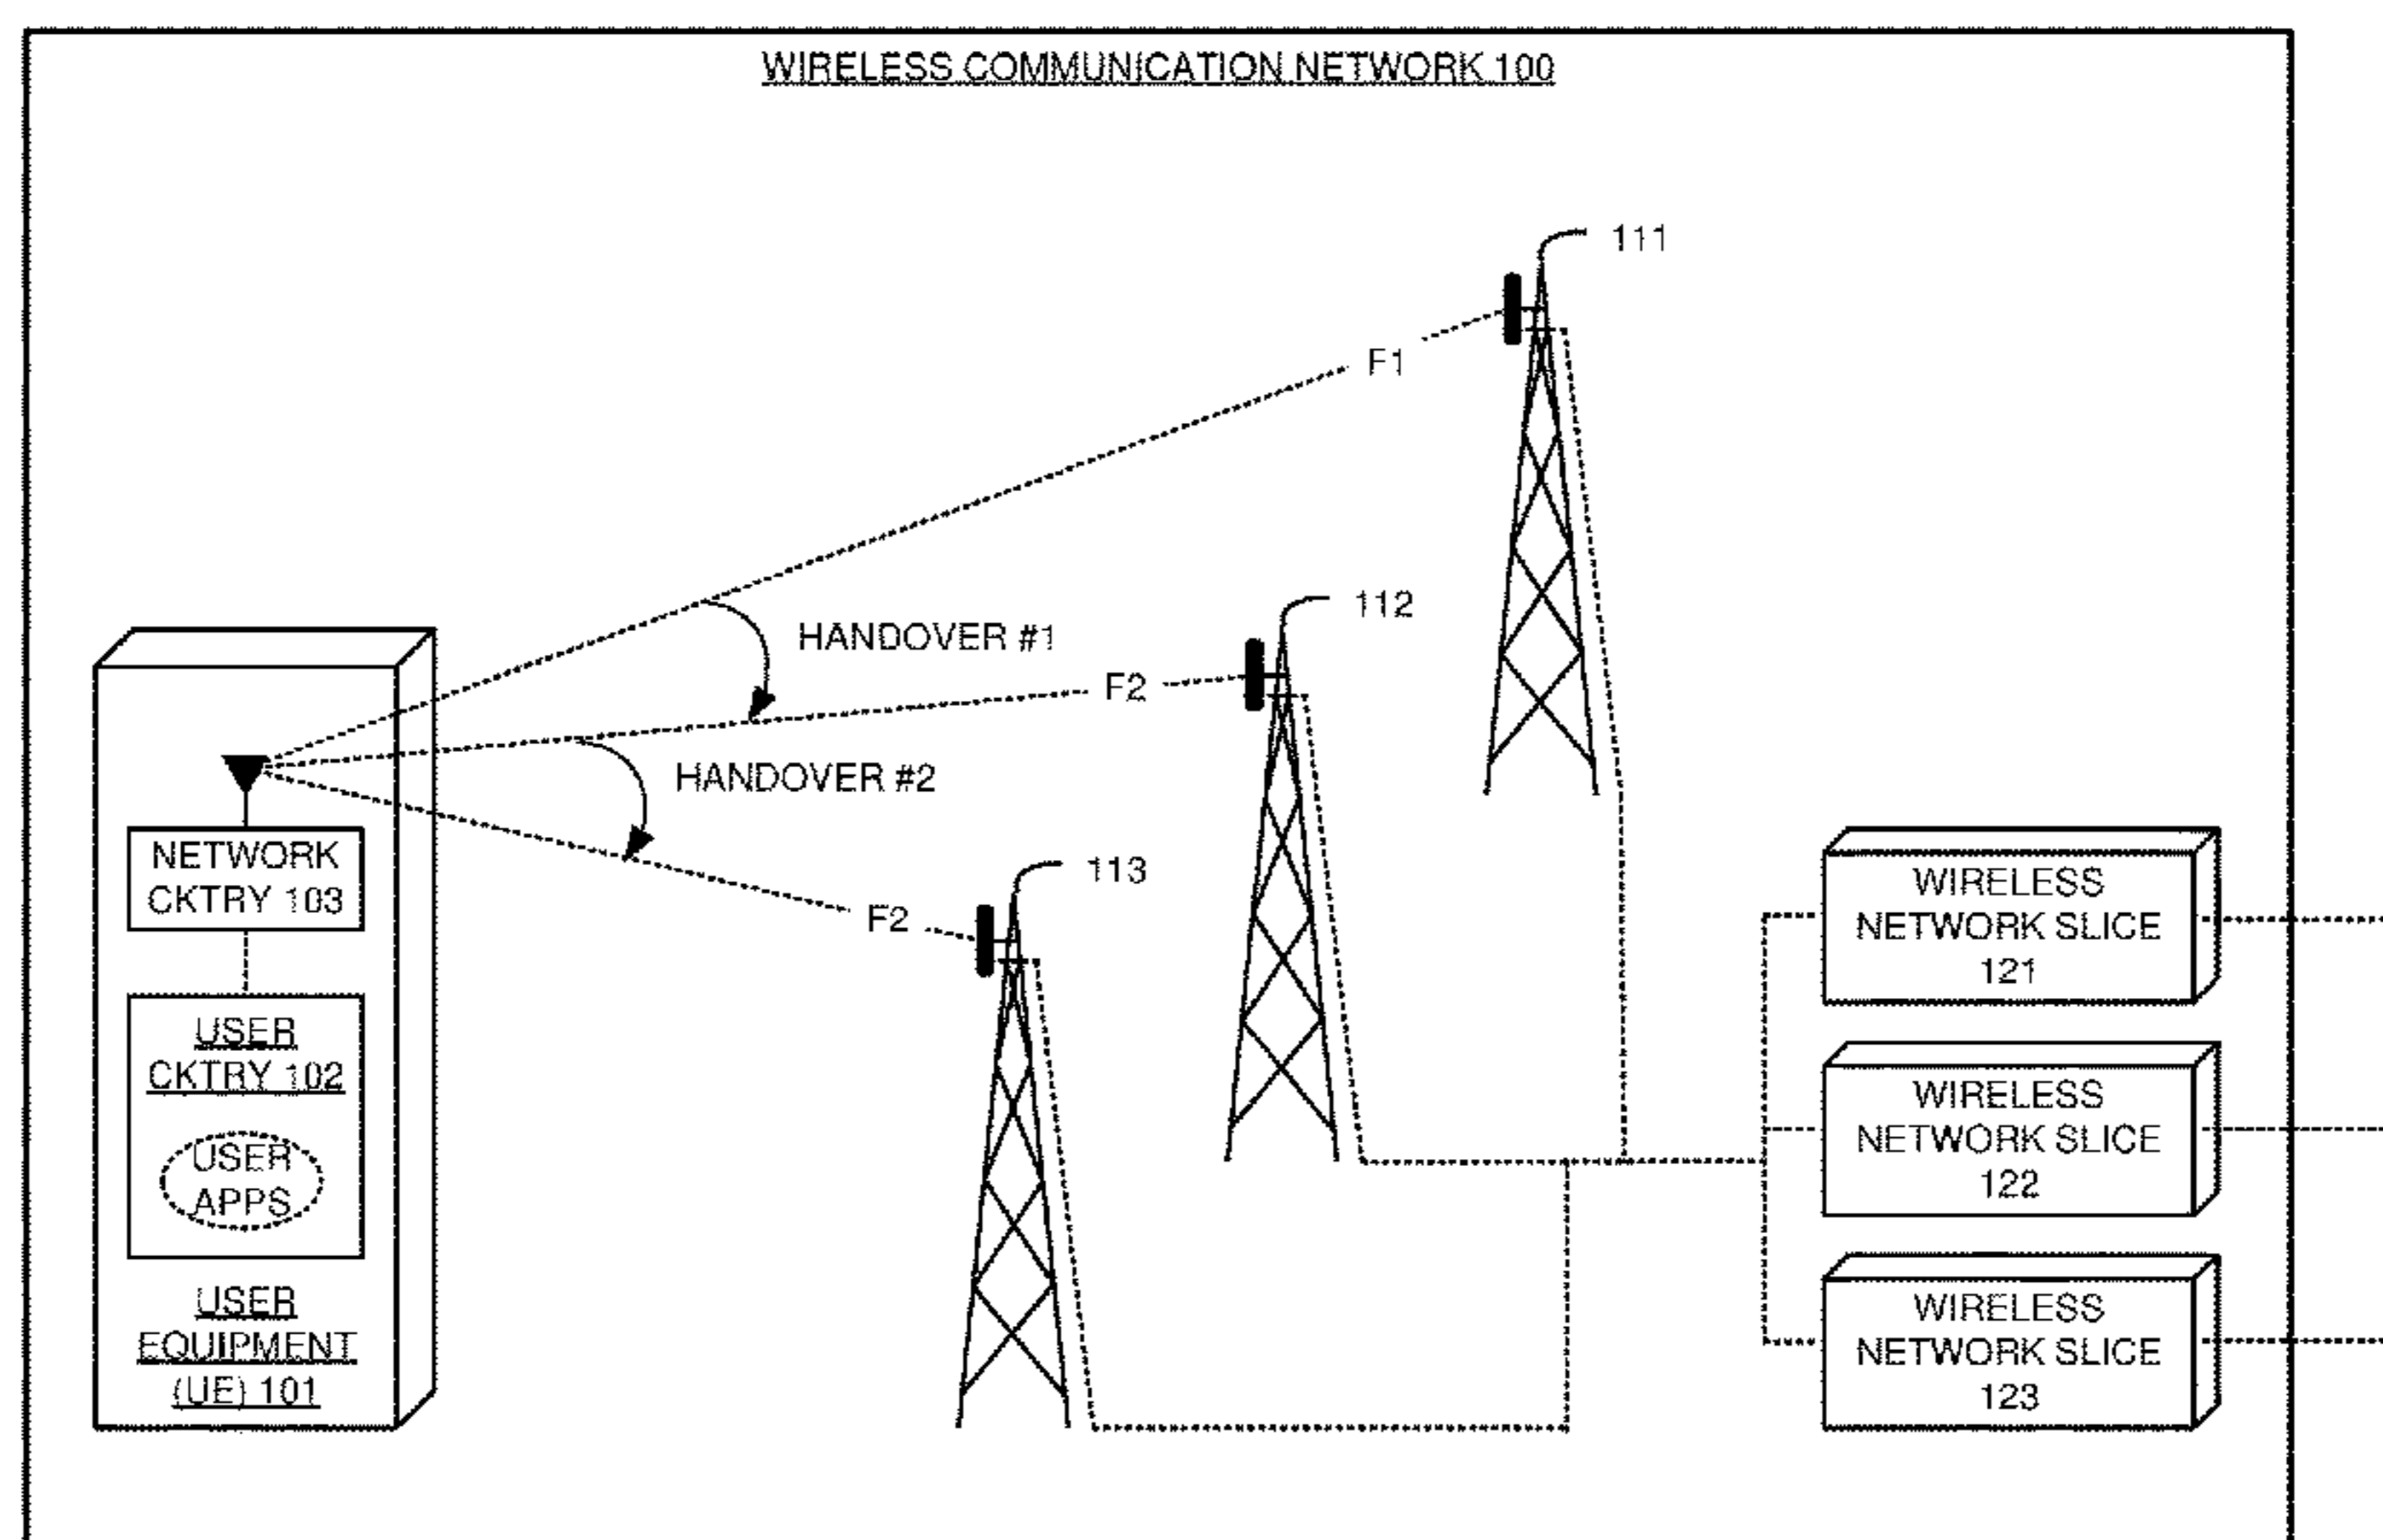 WIRELESS COMMUNICATION NETWORK 100
111
F1
112
HANDOVER #1
F2
HANDOVER #2
113
F2
NETWORK
CKTRY 103
USER
CKTRY 102
USER
APPS
USER
EQUIPMENT
(UE) 101
WIRELESS
NETWORK SLICE
121
WIRELESS
NETWORK SLICE
122
WIRELESS
NETWORK SLICE
123